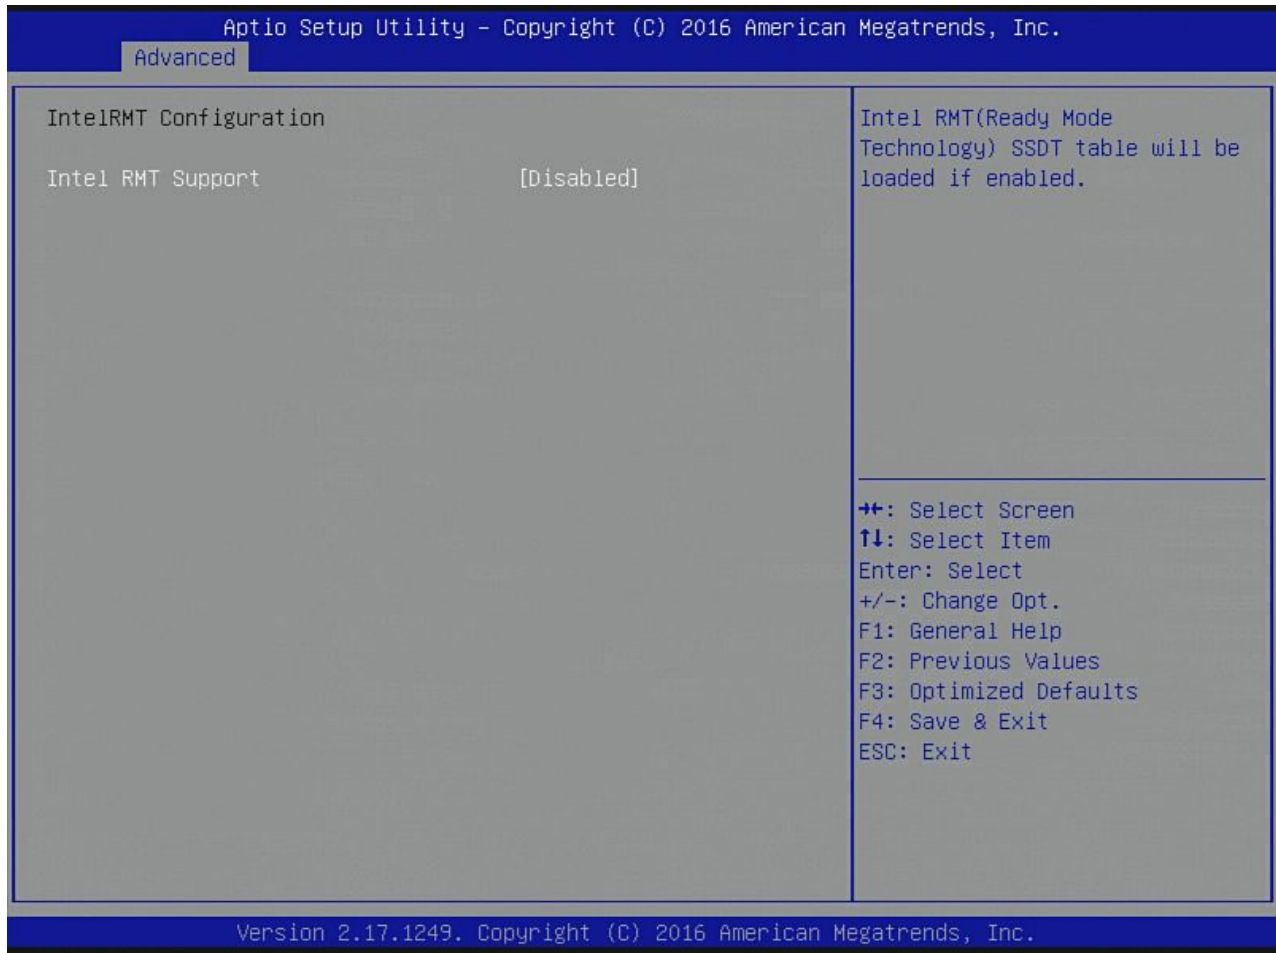 Aptio Setup Utility – Copyright (C) 2016 American Megatrends, Inc.
Advanced
IntelRMT Configuration
Intel RMT Support [Disabled]
Intel RMT(Ready Mode
Technology) SSDT table will be
loaded if enabled.
→←: Select Screen
↑↓: Select Item
Enter: Select
+/-: Change Opt.
F1: General Help
F2: Previous Values
F3: Optimized Defaults
F4: Save & Exit
ESC: Exit
Version 2.17.1249. Copyright (C) 2016 American Megatrends, Inc.